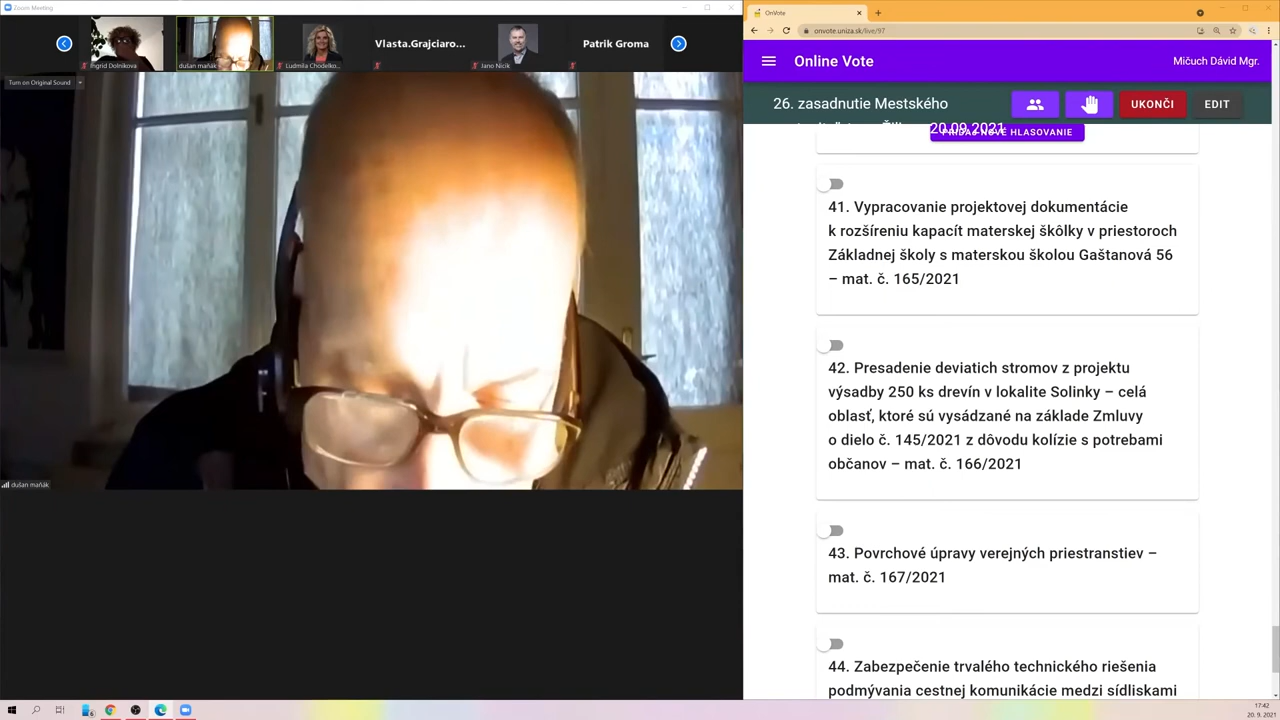 Zoom Meeting
Ingrid Dolnikova
dušan maňák
Ludmila Chodelko...
Vlasta.Grajciaro...
Jano Nicik
Patrik Groma
Turn on Original Sound
dušan maňák
OnVote
onvote.uniza.sk/live/97
Online Vote
Mičuch Dávid Mgr.
26. zasadnutie Mestského
20.09.2021
UKONČI
EDIT
PRIDAJ NOVÉ HLASOVANIE
41. Vypracovanie projektovej dokumentácie
k rozšíreniu kapacít materskej škôlky v priestoroch
Základnej školy s materskou školou Gaštanová 56
– mat. č. 165/2021
42. Presadenie deviatich stromov z projektu
výsadby 250 ks drevín v lokalite Solinky – celá
oblasť, ktoré sú vysádzané na základe Zmluvy
o dielo č. 145/2021 z dôvodu kolízie s potrebami
občanov – mat. č. 166/2021
43. Povrchové úpravy verejných priestranstiev –
mat. č. 167/2021
44. Zabezpečenie trvalého technického riešenia
podmývania cestnej komunikácie medzi sídliskami
17:42
20. 9. 2021